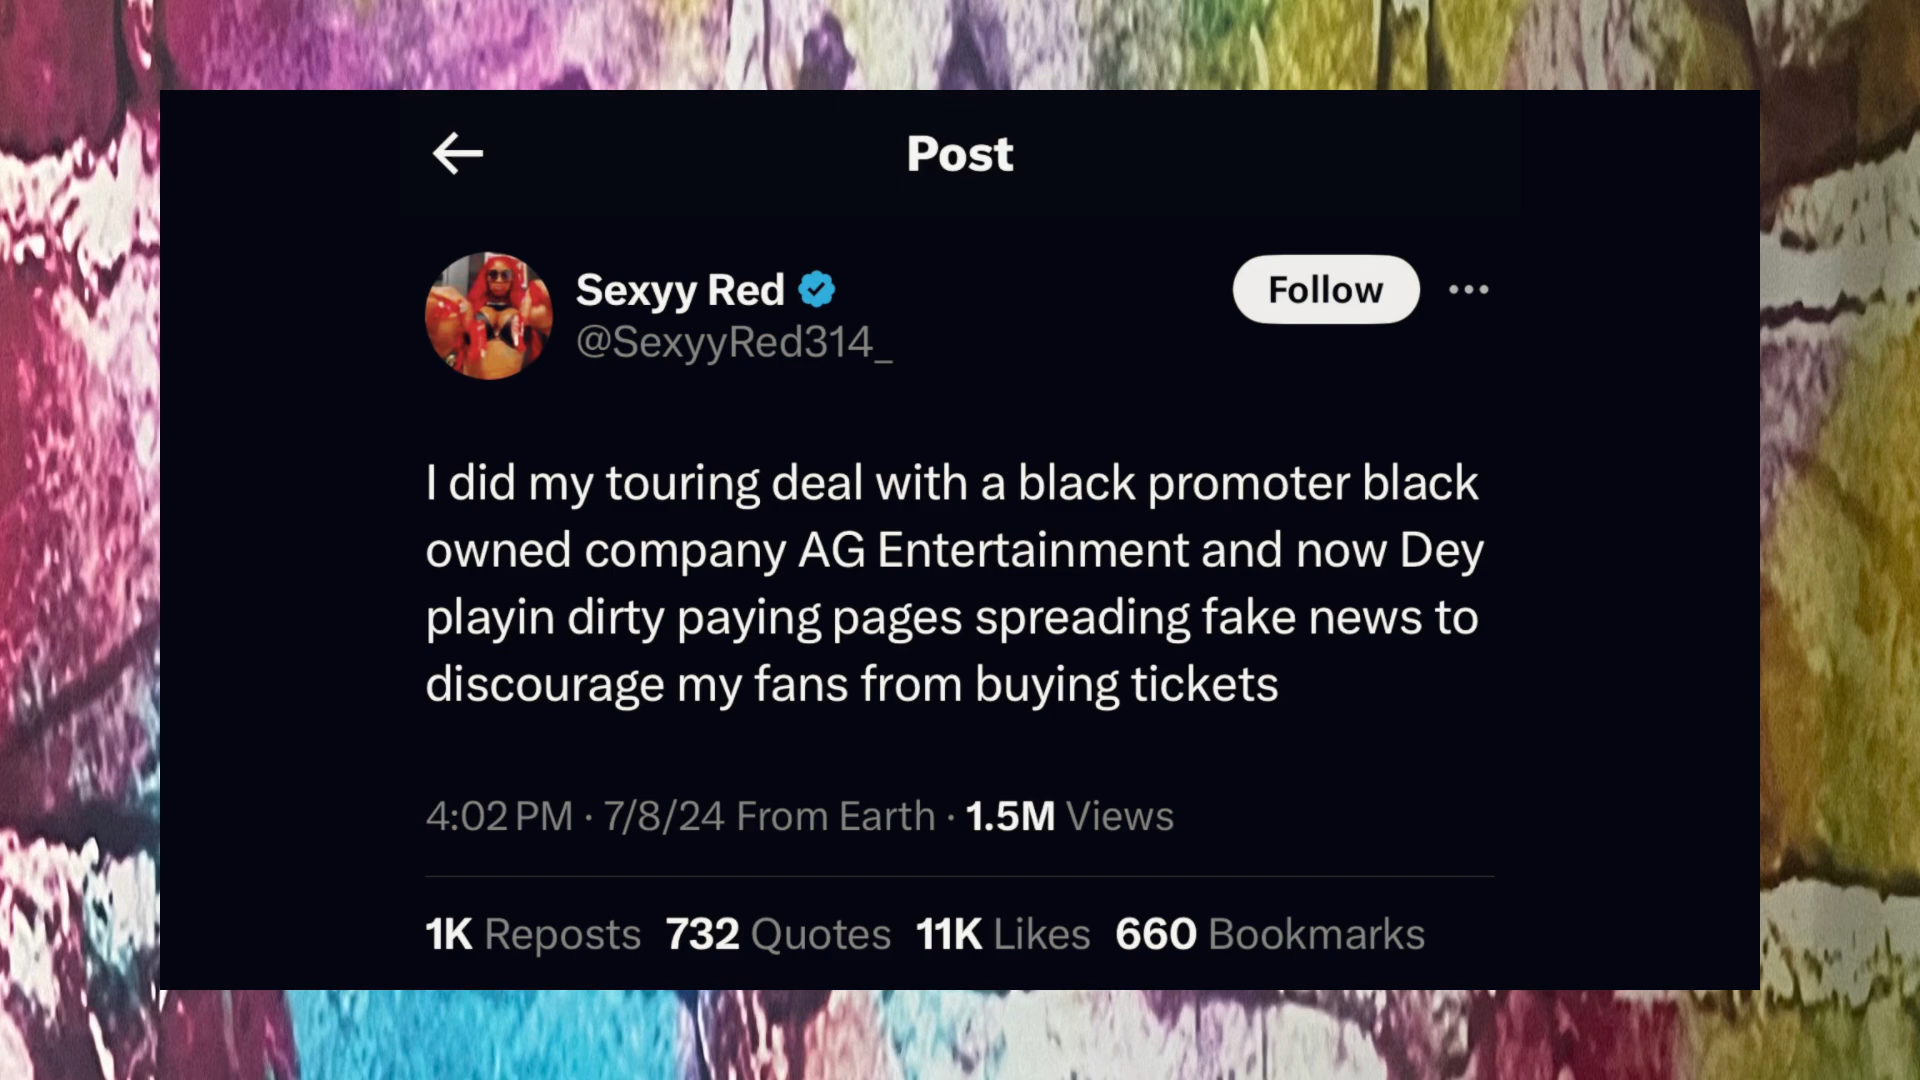 Post
Sexyy Red
Follow
@SexyyRed314_
I did my touring deal with a black promoter black
owned company AG Entertainment and now Dey
playin dirty paying pages spreading fake news to
discourage my fans from buying tickets
4:02 PM · 7/8/24 From Earth · 1.5M Views
1K Reposts 732 Quotes 11K Likes 660 Bookmarks